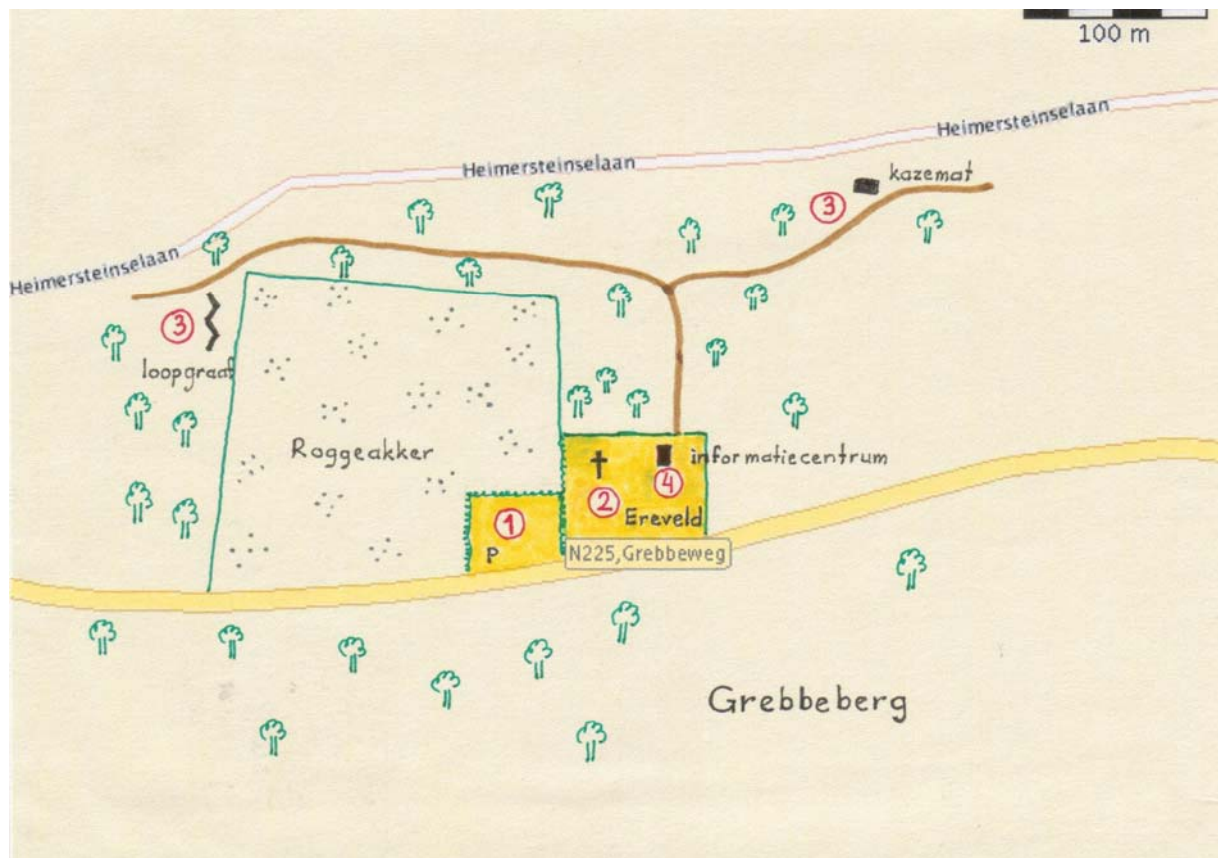 100 m
Heimersteinselaan
Heimersteinselaan
Heimersteinselaan
kazemat
3
3
loopgraaf
Roggeakker
informatiecentrum
4
2
Ereveld
1
P
N225,Grebbeweg
Grebbeberg